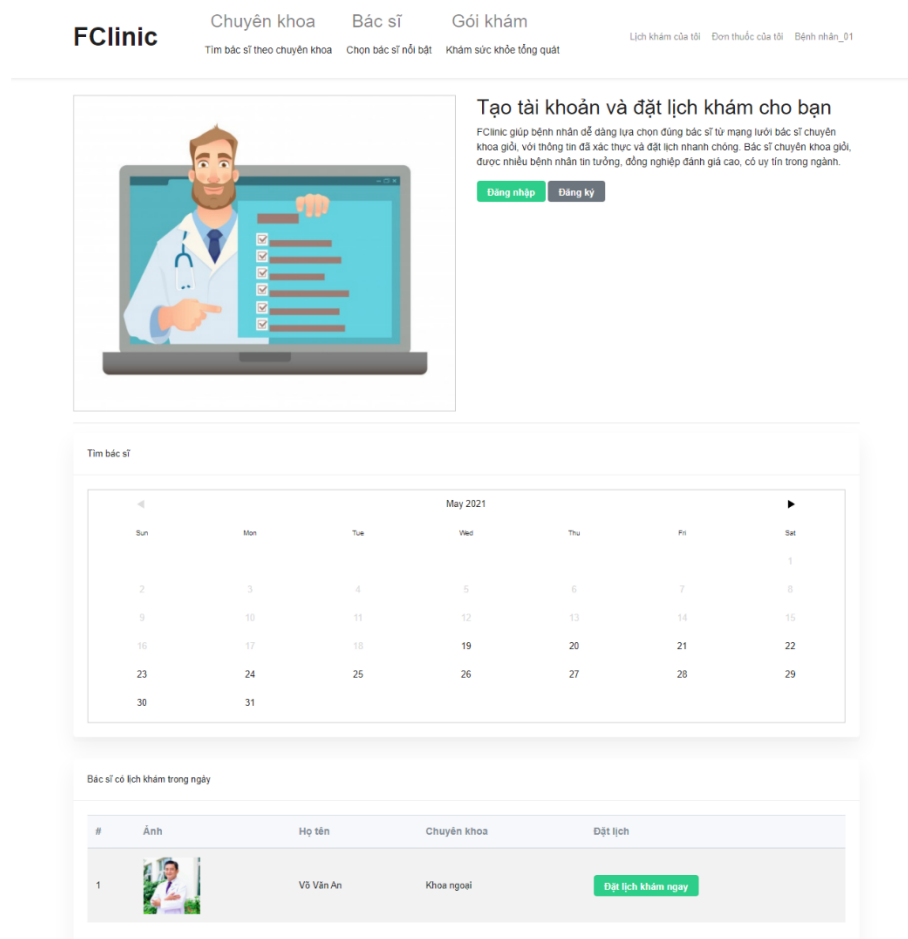 FClinic
Chuyên khoa Bác sĩ Gói khám
Tìm bác sĩ theo chuyên khoa Chọn bác sĩ nổi bật Khám sức khỏe tổng quát
Lịch khám của tôi Đơn thuốc của tôi Bệnh nhân_01
Tạo tài khoản và đặt lịch khám cho bạn
FClinic giúp bệnh nhân dễ dàng lựa chọn đúng bác sĩ từ mạng lưới bác sĩ chuyên
khoa giỏi, với thông tin đã xác thực và đặt lịch nhanh chóng. Bác sĩ chuyên khoa giỏi,
được nhiều bệnh nhân tin tưởng, đồng nghiệp đánh giá cao, có uy tín trong ngành.
Đăng nhập Đăng ký
Tìm bác sĩ
May 2021
Sun Mon Tue Wed Thu Fri Sat
1
2 3 4 5 6 7 8
9 10 11 12 13 14 15
16 17 18 19 20 21 22
23 24 25 26 27 28 29
30 31
Bác sĩ có lịch khám trong ngày
# Ảnh Họ tên Chuyên khoa Đặt lịch
1 Võ Văn An Khoa ngoại Đặt lịch khám ngay